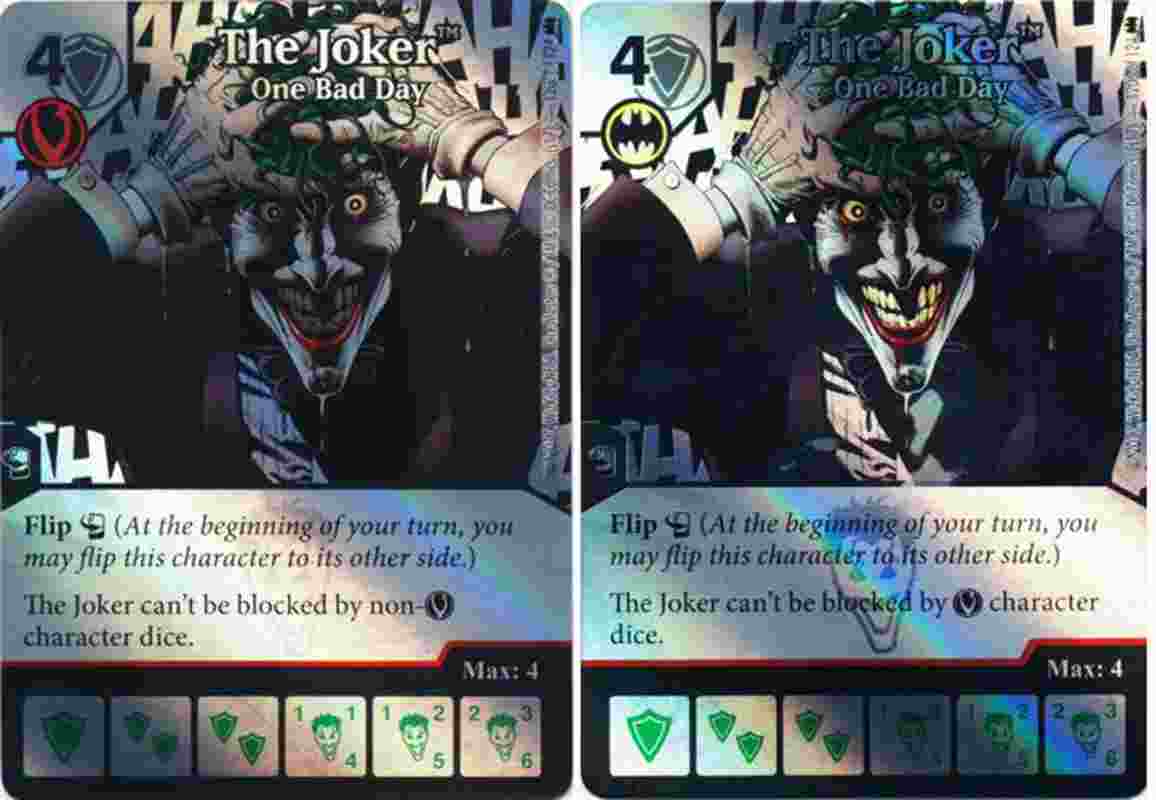 4
The Joker™
One Bad Day
Flip (At the beginning of your turn, you
may flip this character to its other side.)
The Joker can't be blocked by non-
character dice.
Max: 4
1 1 4
1 2 5
2 3 6
4
The Joker™
One Bad Day
Flip (At the beginning of your turn, you
may flip this character to its other side.)
The Joker can't be blocked by character
dice.
Max: 4
2 3 6